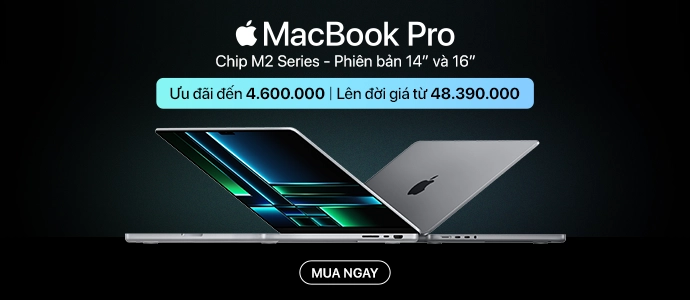 MacBook Pro
Chip M2 Series - Phiên bản 14” và 16”
Ưu đãi đến 4.600.000 | Lên đời giá từ 48.390.000
MUA NGAY